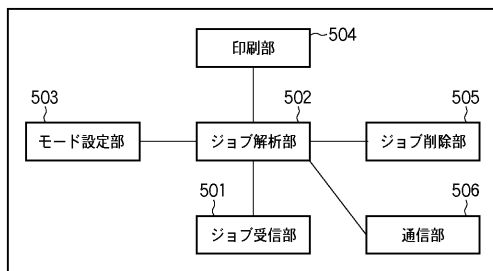 印刷部
504
503
502
505
モード設定部
ジョブ解析部
ジョブ削除部
501
506
ジョブ受信部
通信部